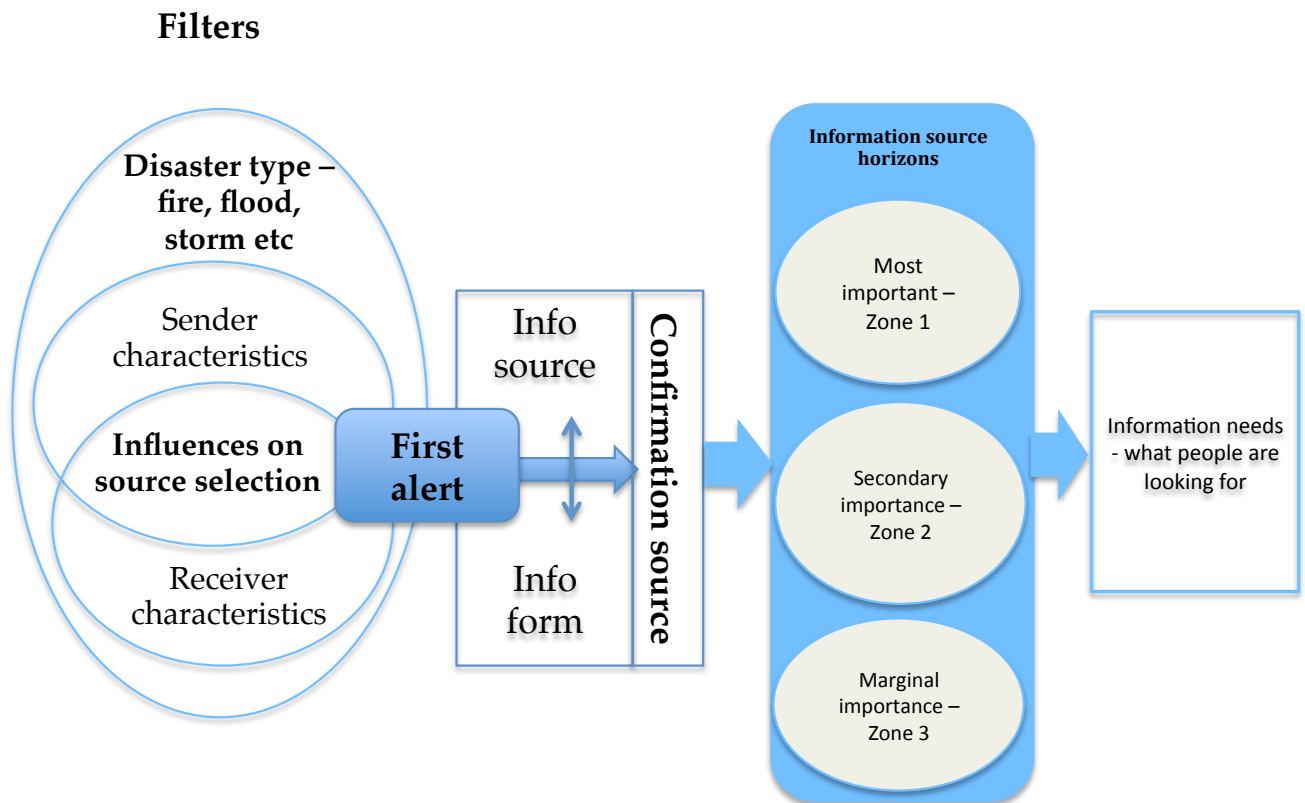 Filters
Disaster type –
fire, flood,
storm etc
Sender
characteristics
Influences on
source selection
Receiver
characteristics
First
alert
Info
source
Info
form
Confirmation source
Information source
horizons
Most
important –
Zone 1
Secondary
importance –
Zone 2
Marginal
importance –
Zone 3
Information needs
- what people are
looking for